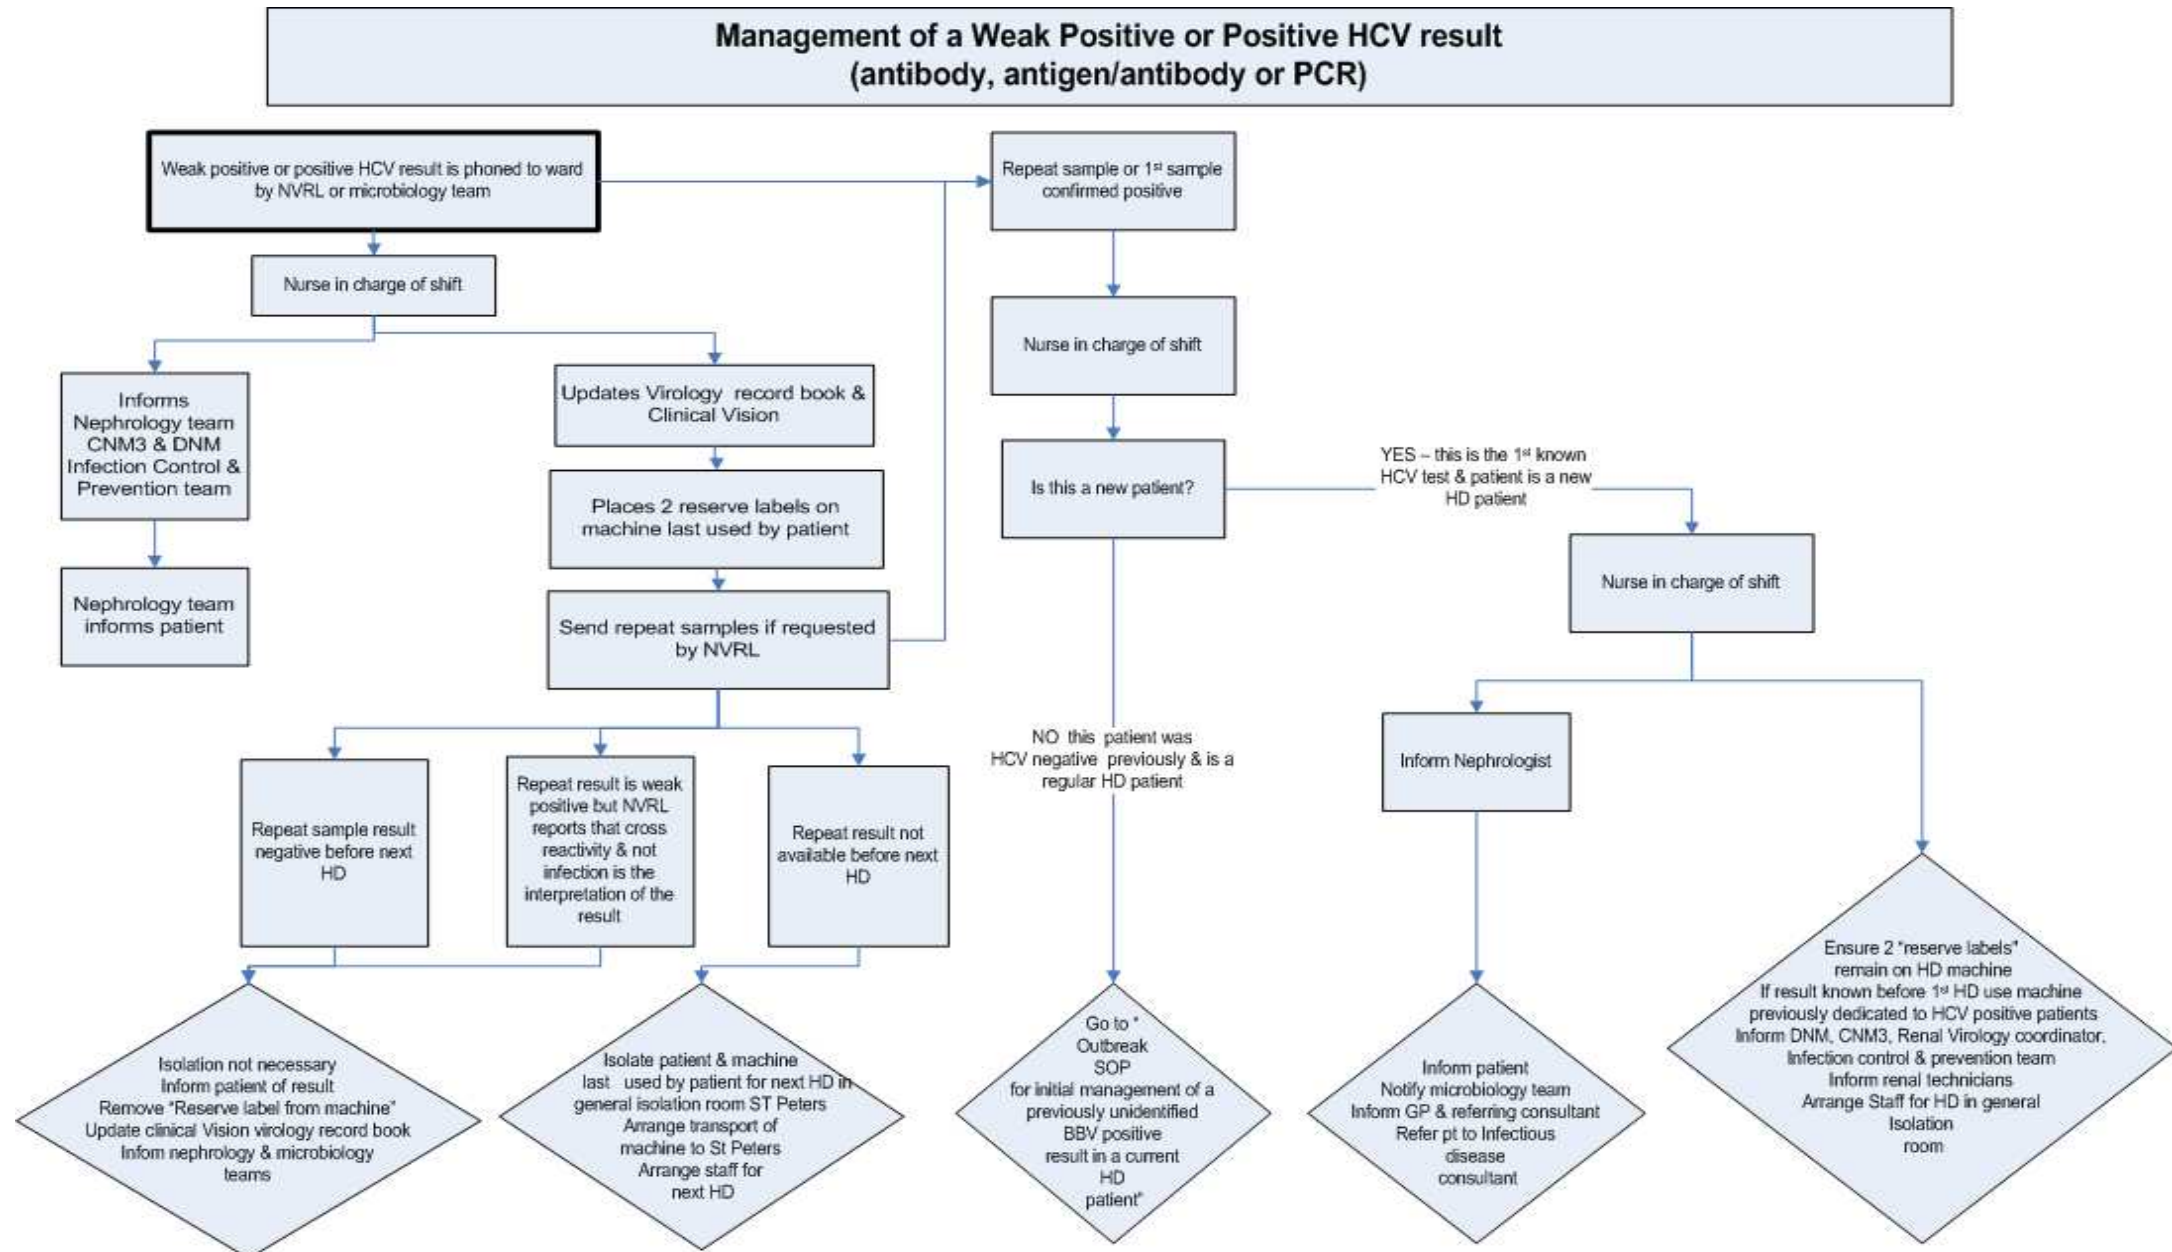 Management of a Weak Positive or Positive HCV result
(antibody, antigen/antibody or PCR)
Weak positive or positive HCV result is phoned to ward
by NVRL or microbiology team
Nurse in charge of shift
Informs
Nephrology team
CNM3 & DNM
Infection Control &
Prevention team
Nephrology team
informs patient
Updates Virology record book &
Clinical Vision
Places 2 reserve labels on
machine last used by patient
Send repeat samples if requested
by NVRL
Repeat sample result
negative before next
HD
Repeat result is weak
positive but NVRL
reports that cross
reactivity & not
infection is the
interpretation of the
result
Repeat result not
available before next
HD
Isolation not necessary
Inform patient of result
Remove "Reserve label from machine"
Update clinical Vision virology record book
Inform nephrology & microbiology
teams
Isolate patient & machine
last used by patient for next HD in
general isolation room ST Peters
Arrange transport of
machine to St Peters
Arrange staff for
next HD
Repeat sample or 1st sample
confirmed positive
Nurse in charge of shift
Is this a new patient?
NO this patient was
HCV negative previously & is a
regular HD patient
Go to "
Outbreak
SOP
for initial management of a
previously unidentified
BBV positive
result in a current
HD
patient"
YES – this is the 1st known
HCV test & patient is a new
HD patient
Nurse in charge of shift
Inform Nephrologist
Inform patient
Notify microbiology team
Inform GP & referring consultant
Refer pt to Infectious
disease
consultant
Ensure 2 "reserve labels"
remain on HD machine
If result known before 1st HD use machine
previously dedicated to HCV positive patients
Inform DNM, CNM3, Renal Virology coordinator,
Infection control & prevention team
Inform renal technicians
Arrange Staff for HD in general
Isolation
room